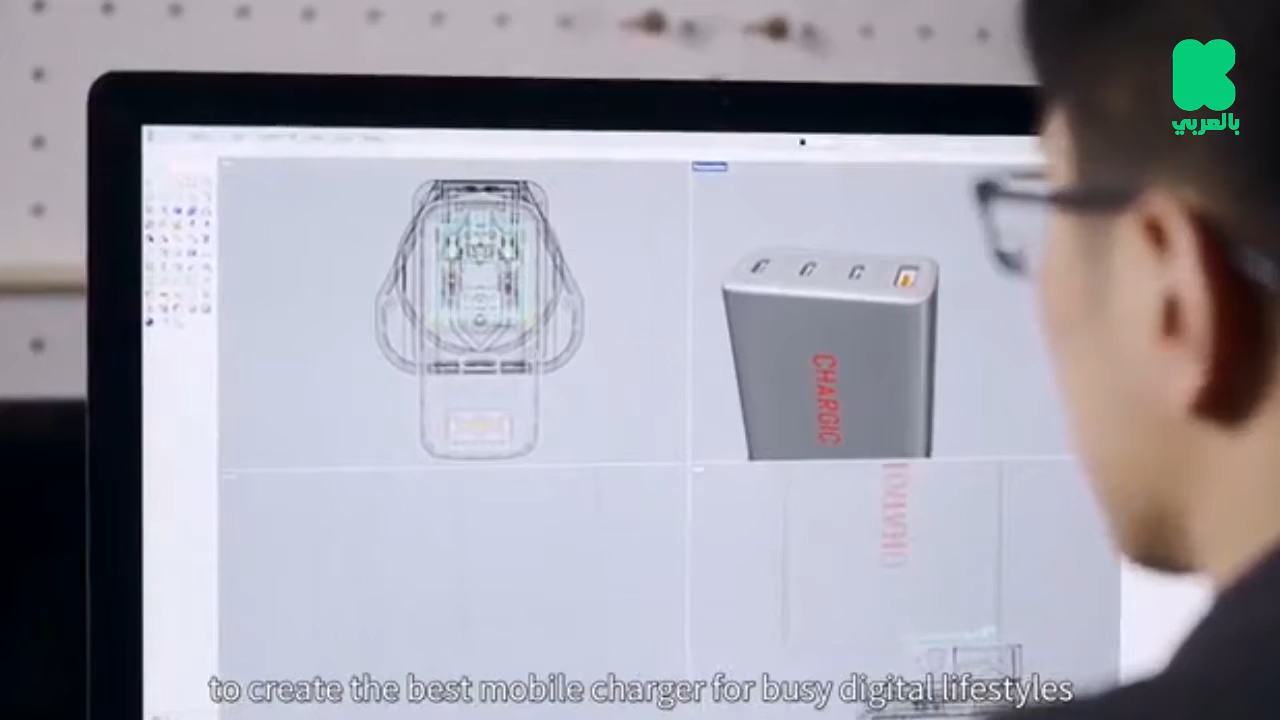 بالعربي
CHARGIC
to create the best mobile charger for busy digital lifestyles